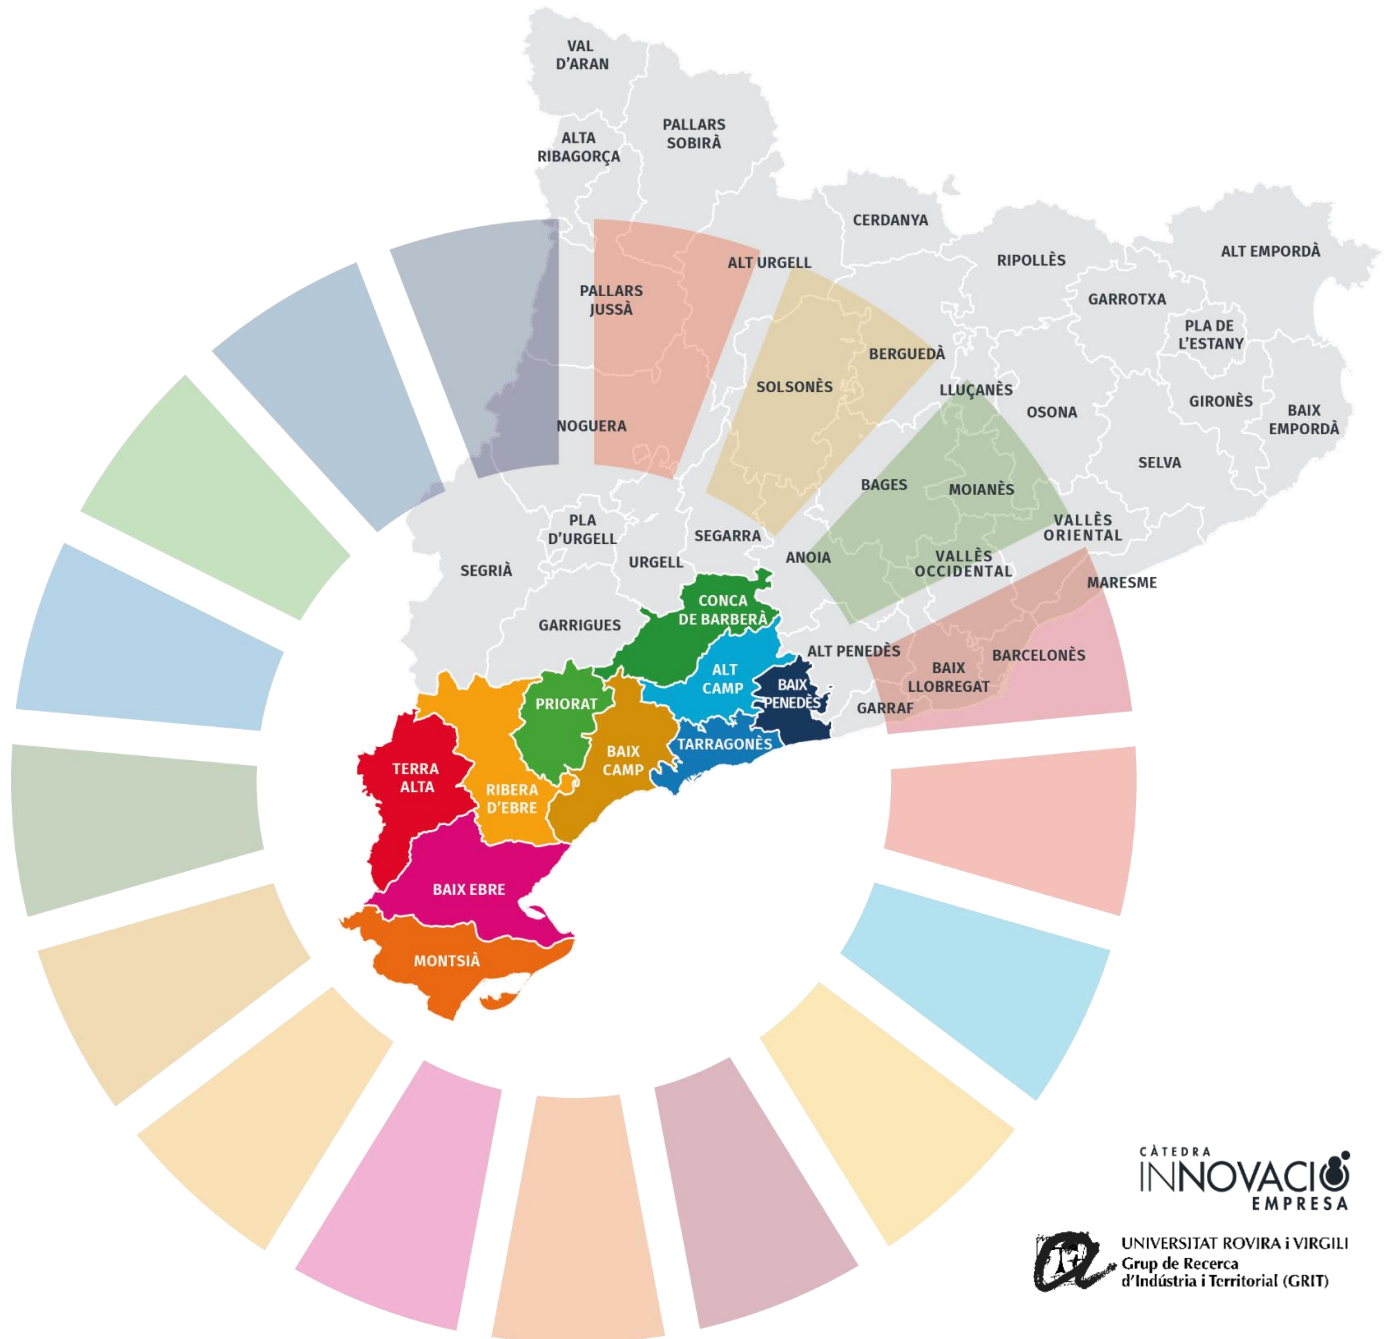 VAL
D'ARAN
PALLARS
SOBIRÀ
ALTA
RIBAGORÇA
CERDANYA
RIPOLLÈS
ALT EMPORDÀ
ALT URGELL
PALLARS
JUSSÀ
GARROTXA
PLA DE
L'ESTANY
BERGUEDÀ
SOLSONÈS
LLUÇANÈS
OSONA
GIRONÈS
BAIX
EMPORDÀ
NOGUERA
SELVA
BAGES
MOIANÈS
PLA
D'URGELL
VALLÈS
ORIENTAL
SEGARRA
ANOIA
VALLÈS
OCCIDENTAL
URGELL
SEGRIÀ
MARESME
CONCA
DE BARBERÀ
GARRIGUES
ALT PENEDÈS
BARCELONÈS
BAIX
LLOBREGAT
ALT
CAMP
BAIX
PENEDÈS
PRIORAT
GARRAF
TARRAGONÈS
BAIX
CAMP
TERRA
ALTA
RIBERA
D'EBRE
BAIX EBRE
MONTSIÀ
CÀTEDRA
INNOVACIÓ
EMPRESA
UNIVERSITAT ROVIRA i VIRGILI
Grup de Recerca
d'Indústria i Territorial (GRIT)